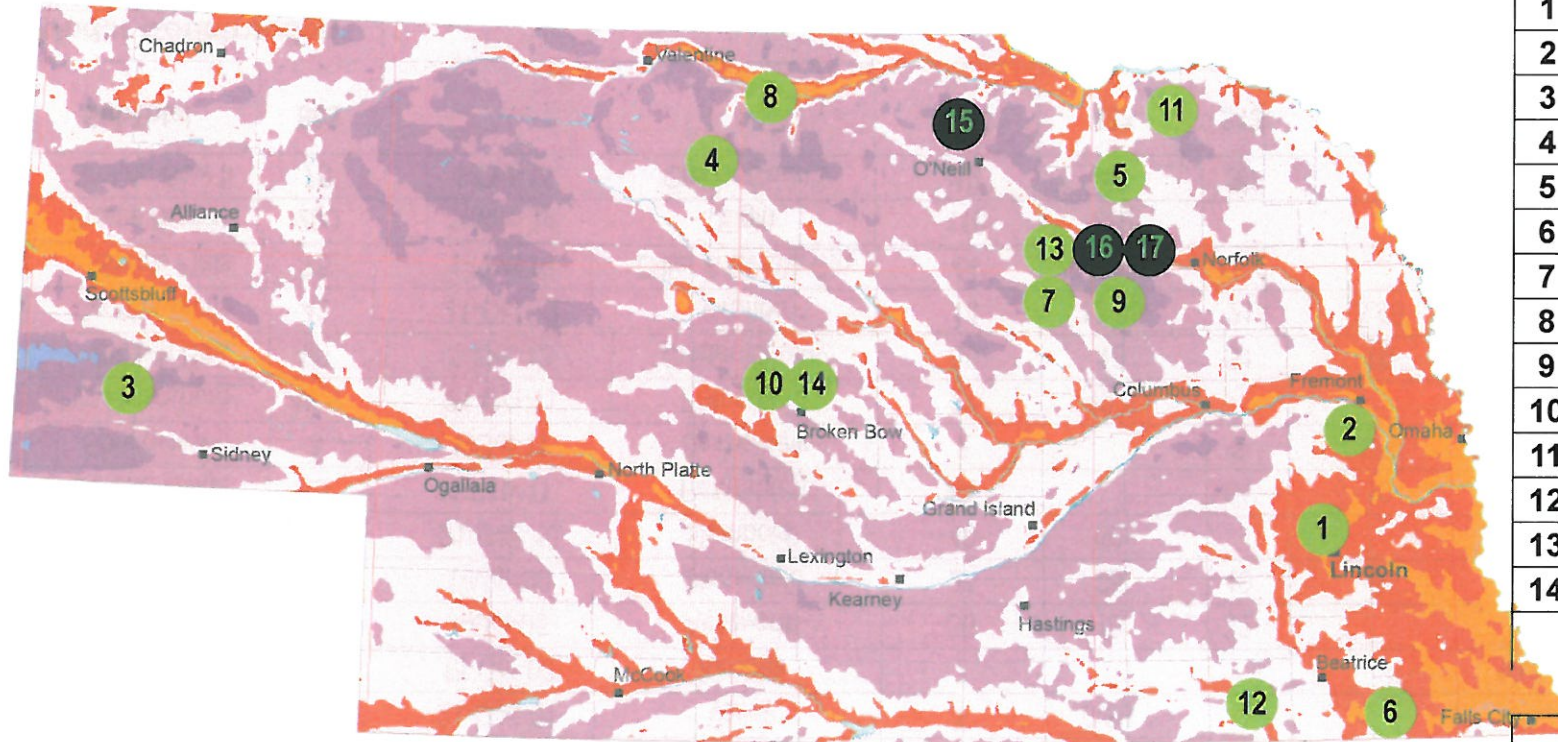 Chadron
Valentine
8
11
15
4
O'Neill
5
Alliance
13 16 17
Norfolk
Scottsbluff
7 9
3
10 14
Columbus
Fremont
Broken Bow
2
Omaha
Sidney
North Platte
Ogallala
Grand Island
1
Lexington
Lincoln
Kearney
Hastings
McCook
Beatrice
12
6
Falls City
1
2
3
4
5
6
7
8
9
10
11
12
13
14